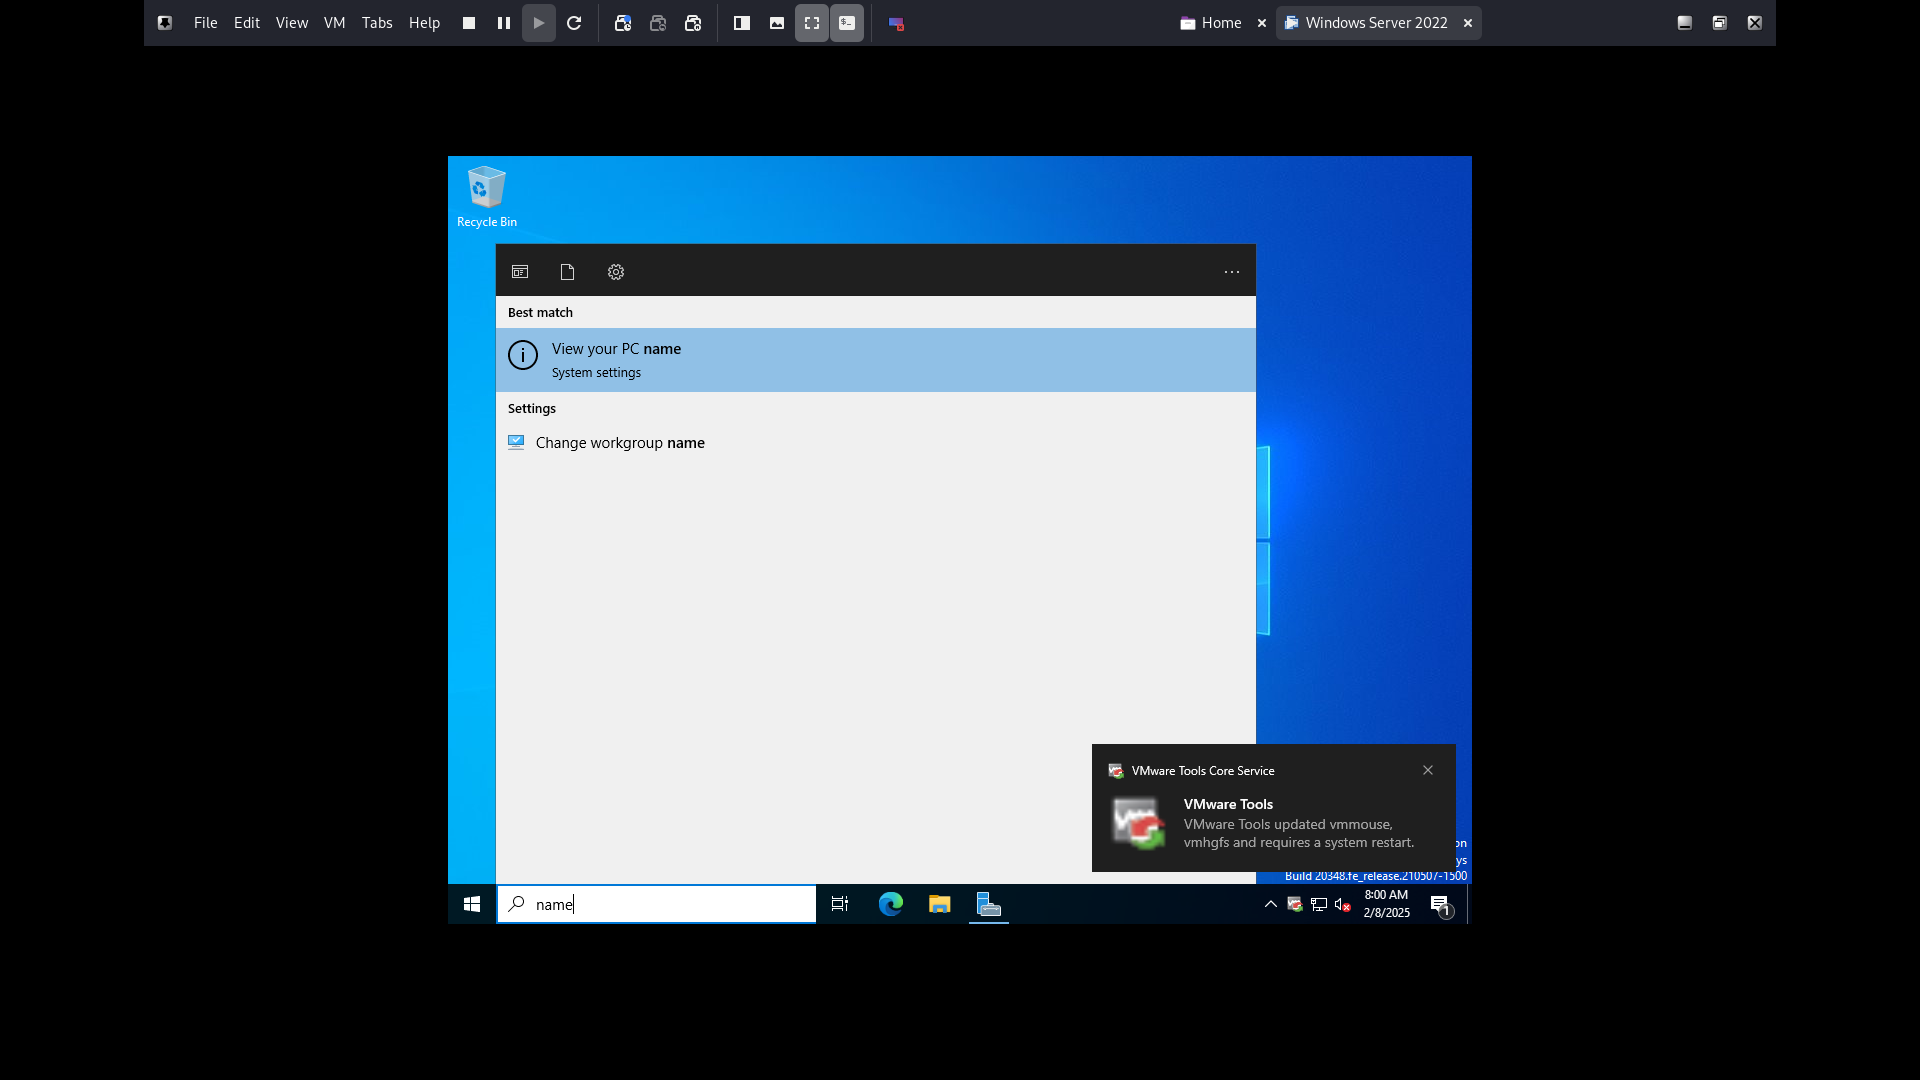 File Edit View VM Tabs Help
Home
Windows Server 2022
Recycle Bin
Best match
View your PC name
System settings
Settings
Change workgroup name
VMware Tools Core Service
VMware Tools
VMware Tools updated vmmouse,
vmhgfs and requires a system restart.
on
ys
Build 20348.fe_release.210507-1500
name
8:00 AM
2/8/2025
1